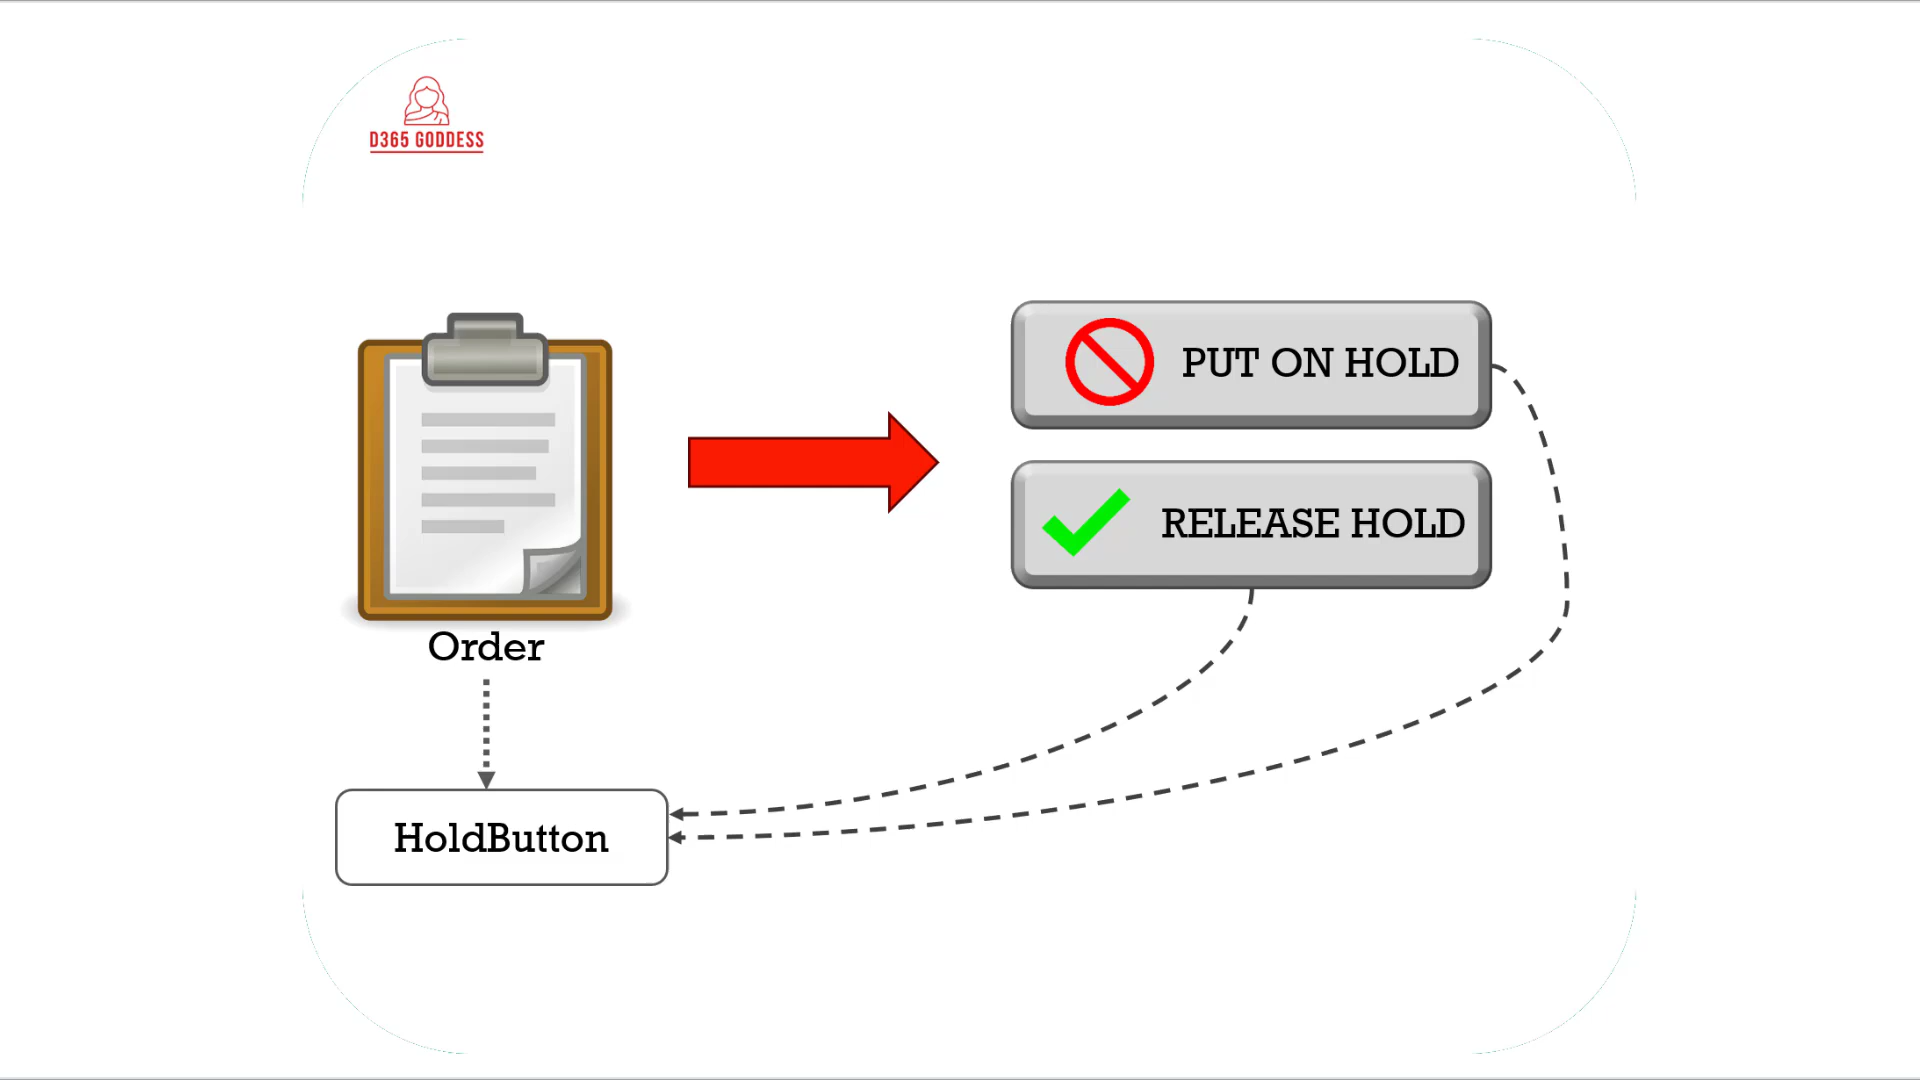 D365 GODDESS
PUT ON HOLD
RELEASE HOLD
Order
HoldButton